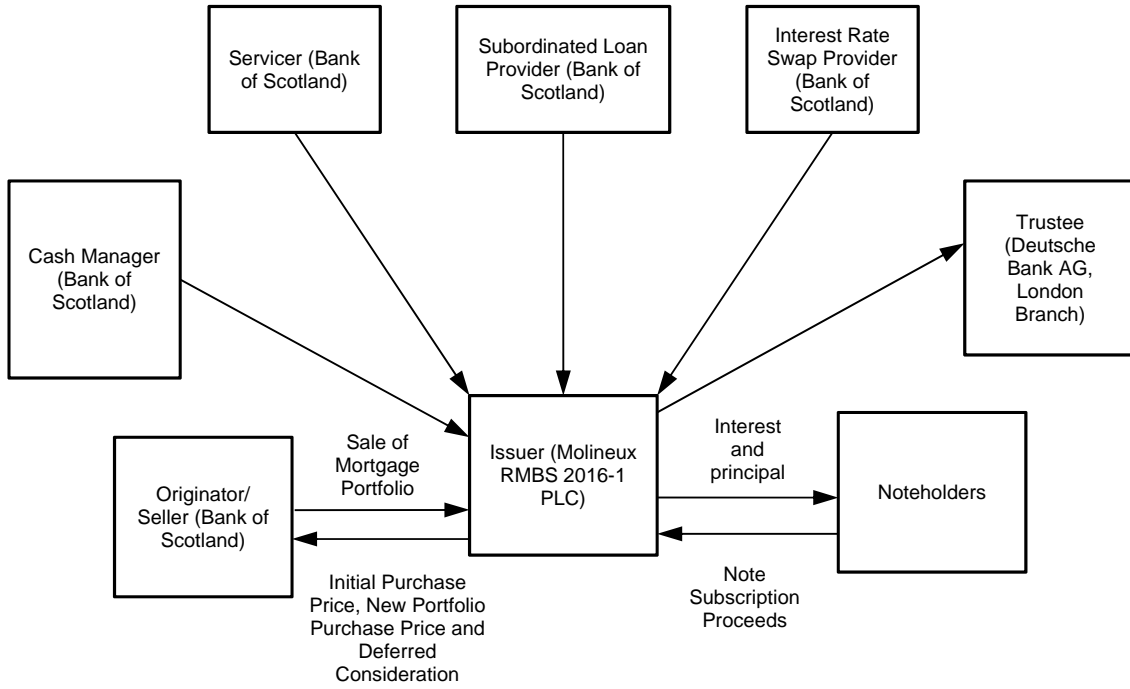 Servicer (Bank
of Scotland)
Subordinated Loan
Provider (Bank of
Scotland)
Interest Rate
Swap Provider
(Bank of
Scotland)
Cash Manager
(Bank of
Scotland)
Trustee
(Deutsche
Bank AG,
London
Branch)
Originator/
Seller (Bank of
Scotland)
Sale of
Mortgage
Portfolio
Initial Purchase
Price, New Portfolio
Purchase Price and
Deferred
Consideration
Issuer (Molineux
RMBS 2016-1
PLC)
Interest
and
principal
Note
Subscription
Proceeds
Noteholders